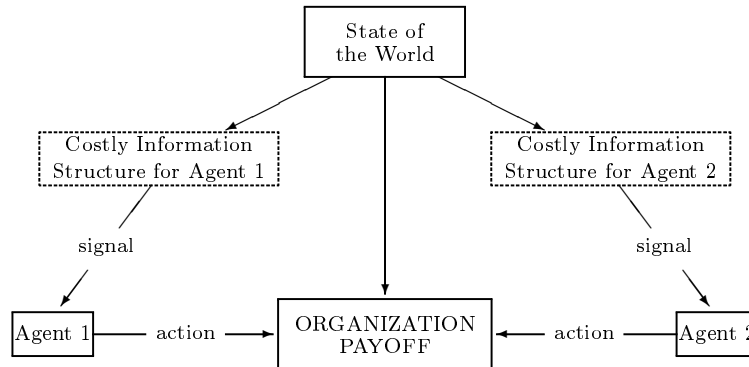 State of
the World
Costly Information
Structure for Agent 1
Costly Information
Structure for Agent 2
signal
signal
Agent 1
action
ORGANIZATION
PAYOFF
action
Agent 2